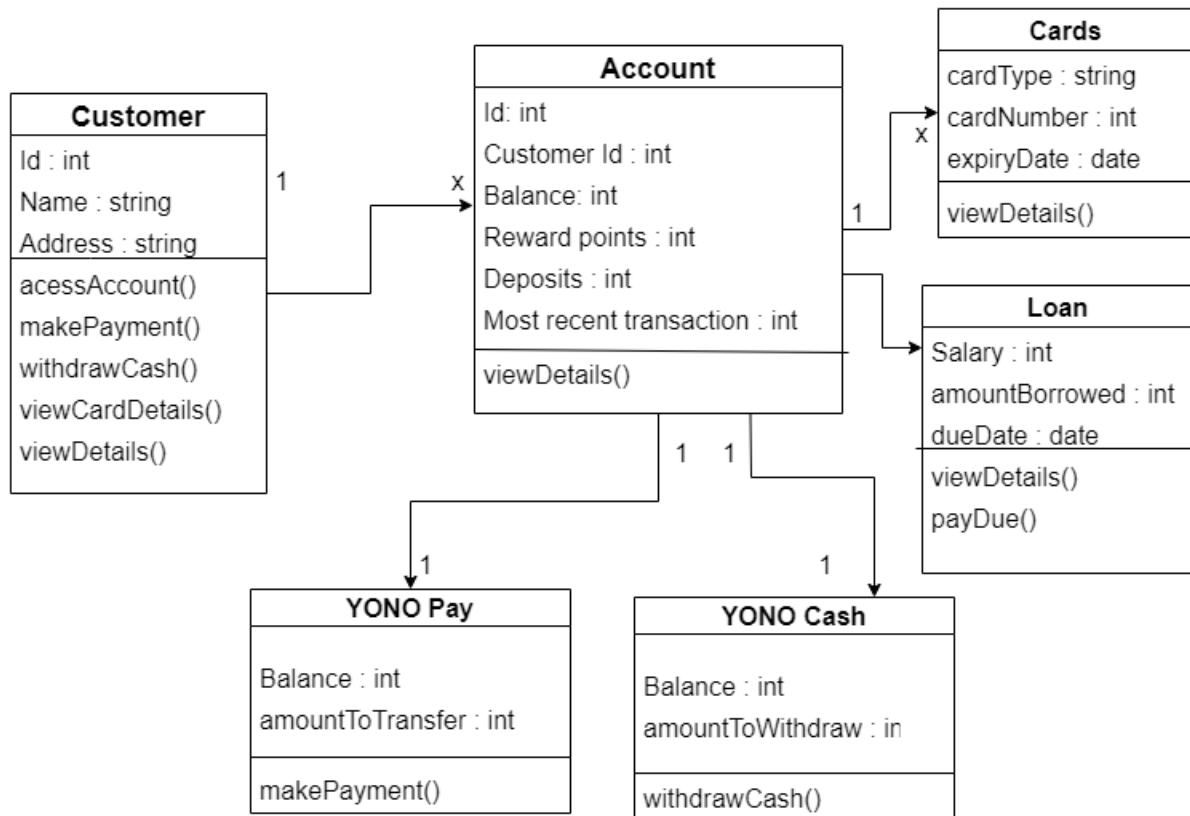 Customer
Id : int
Name : string
Address : string
acessAccount()
makePayment()
withdrawCash()
viewCardDetails()
viewDetails()
1
x
Account
Id: int
Customer Id : int
Balance: int
Reward points : int
Deposits : int
Most recent transaction : int
viewDetails()
1
x
Cards
cardType : string
cardNumber : int
expiryDate : date
viewDetails()
Loan
Salary : int
amountBorrowed : int
dueDate : date
viewDetails()
payDue()
1
1
1
1
YONO Pay
Balance : int
amountToTransfer : int
makePayment()
YONO Cash
Balance : int
amountToWithdraw : in
withdrawCash()